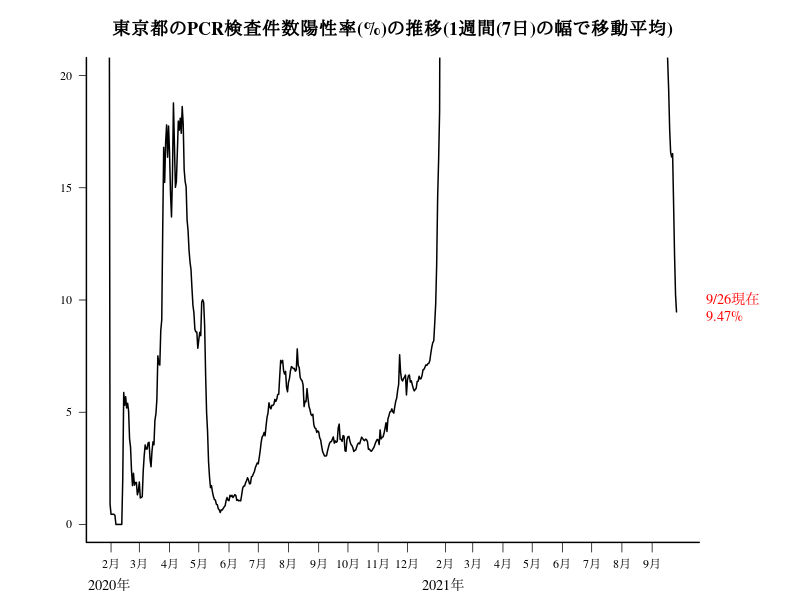 東京都のPCR検査件数陽性率(%)の推移(1週間(7日)の幅で移動平均)
20
15
10
5
0
9/26現在
9.47%
2月 3月 4月 5月 6月 7月 8月 9月 10月 11月 12月 2月 3月 4月 5月 6月 7月 8月 9月
2020年 2021年